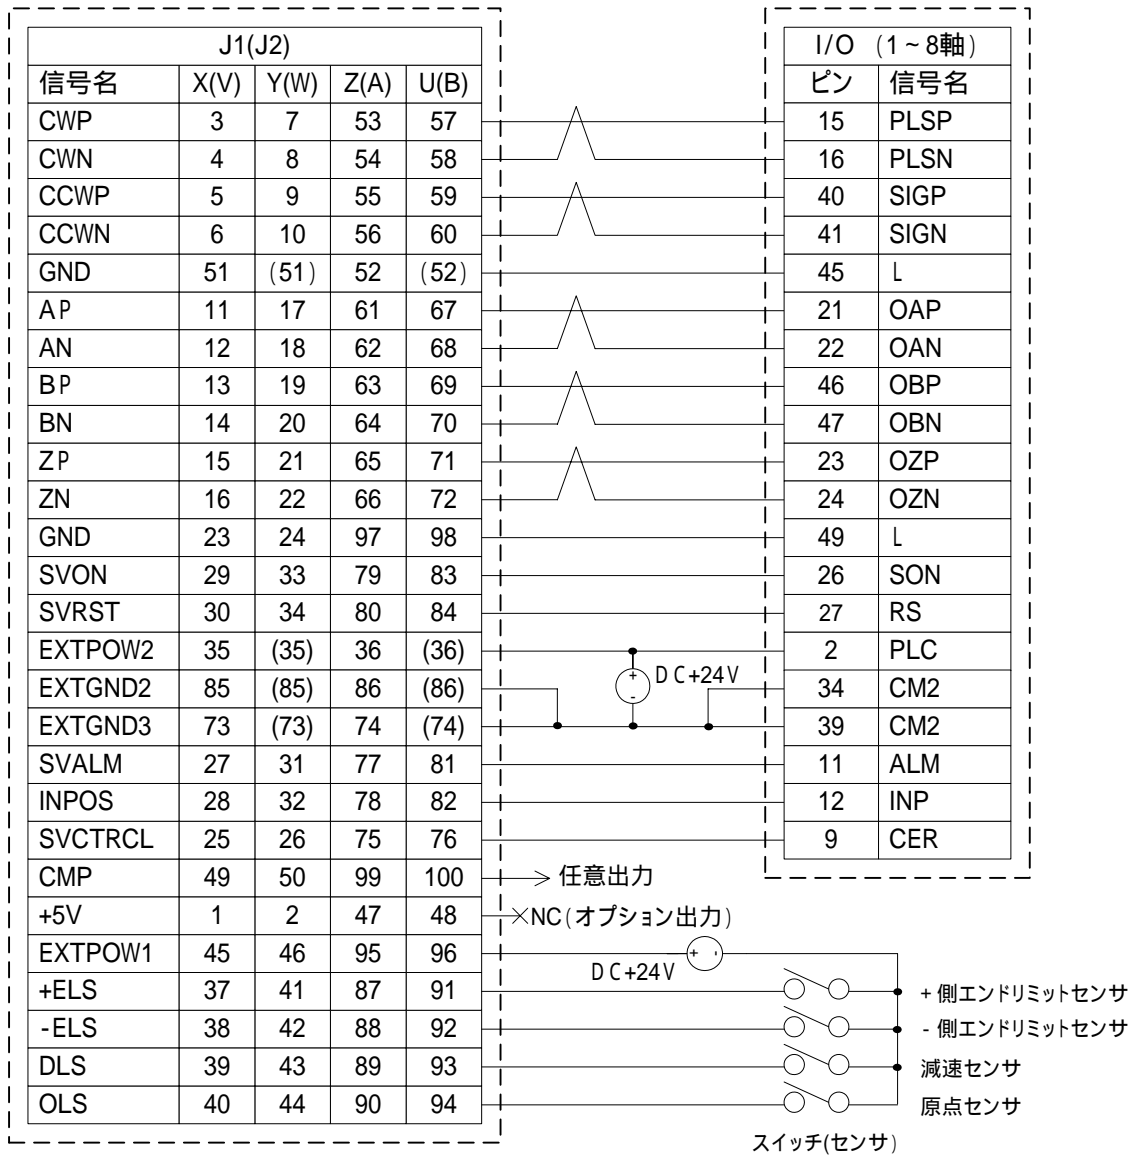 J1(J2) I/O (1~8軸)
信号名 X(V) Y(W) Z(A) U(B) ピン 信号名
CWP 3 7 53 57 15 PLSP
CWN 4 8 54 58 16 PLSN
CCWP 5 9 55 59 40 SIGP
CCWN 6 10 56 60 41 SIGN
GND 51 (51) 52 (52) 45 L
AP 11 17 61 67 21 OAP
AN 12 18 62 68 22 OAN
BP 13 19 63 69 46 OBP
BN 14 20 64 70 47 OBN
ZP 15 21 65 71 23 OZP
ZN 16 22 66 72 24 OZN
GND 23 24 97 98 49 L
SVON 29 33 79 83 26 SON
SVRST 30 34 80 84 27 RS
EXTPOW2 35 (35) 36 (36) 2 PLC
+ DC+24V
-
EXTGND2 85 (85) 86 (86) 34 CM2
EXTGND3 73 (73) 74 (74) 39 CM2
SVALM 27 31 77 81 11 ALM
INPOS 28 32 78 82 12 INP
SVCTRCL 25 26 75 76 9 CER
CMP 49 50 99 100 任意出力
+5V 1 2 47 48 NC(オプション出力)
EXTPOW1 45 46 95 96 + -
DC+24V
+ELS 37 41 87 91 +側エンドリミットセンサ
-ELS 38 42 88 92 -側エンドリミットセンサ
DLS 39 43 89 93 減速センサ
OLS 40 44 90 94 原点センサ
スイッチ(センサ)